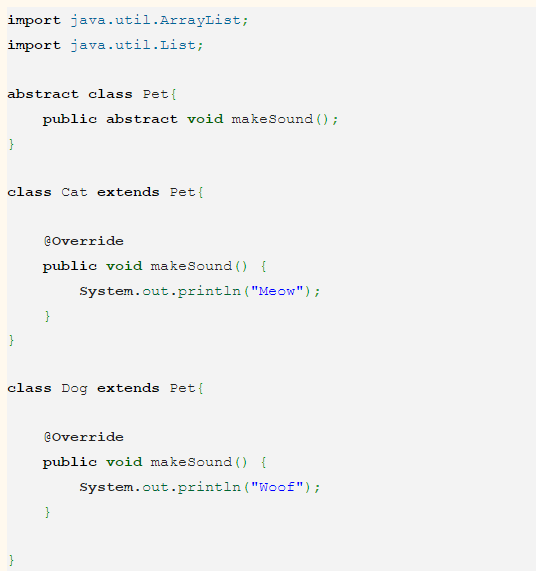 import java.util.ArrayList;
import java.util.List;
abstract class Pet{
    public abstract void makeSound();
}
class Cat extends Pet{
    @Override
    public void makeSound() {
        System.out.println("Meow");
    }
}
class Dog extends Pet{
    @Override
    public void makeSound() {
        System.out.println("Woof");
    }
}